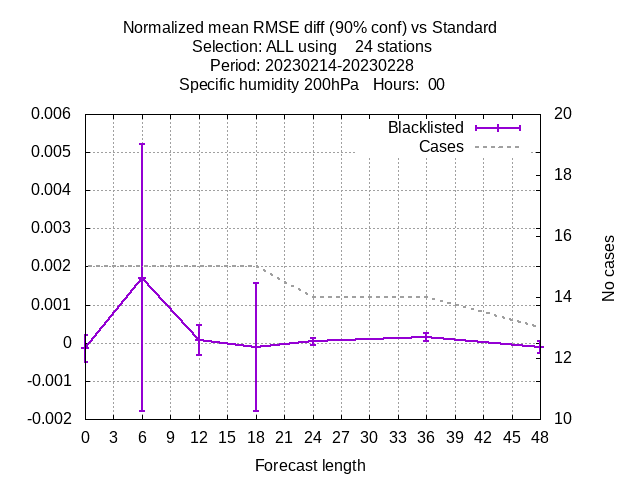 Normalized mean RMSE diff (90% conf) vs Standard
Selection: ALL using 24 stations
Period: 20230214-20230228
Specific humidity 200hPa Hours: 00
0.006
0.005
0.004
0.003
0.002
0.001
0
-0.001
-0.002
Blacklisted
Cases
20
18
16
14
12
10
No cases
0 3 6 9 12 15 18 21 24 27 30 33 36 39 42 45 48
Forecast length